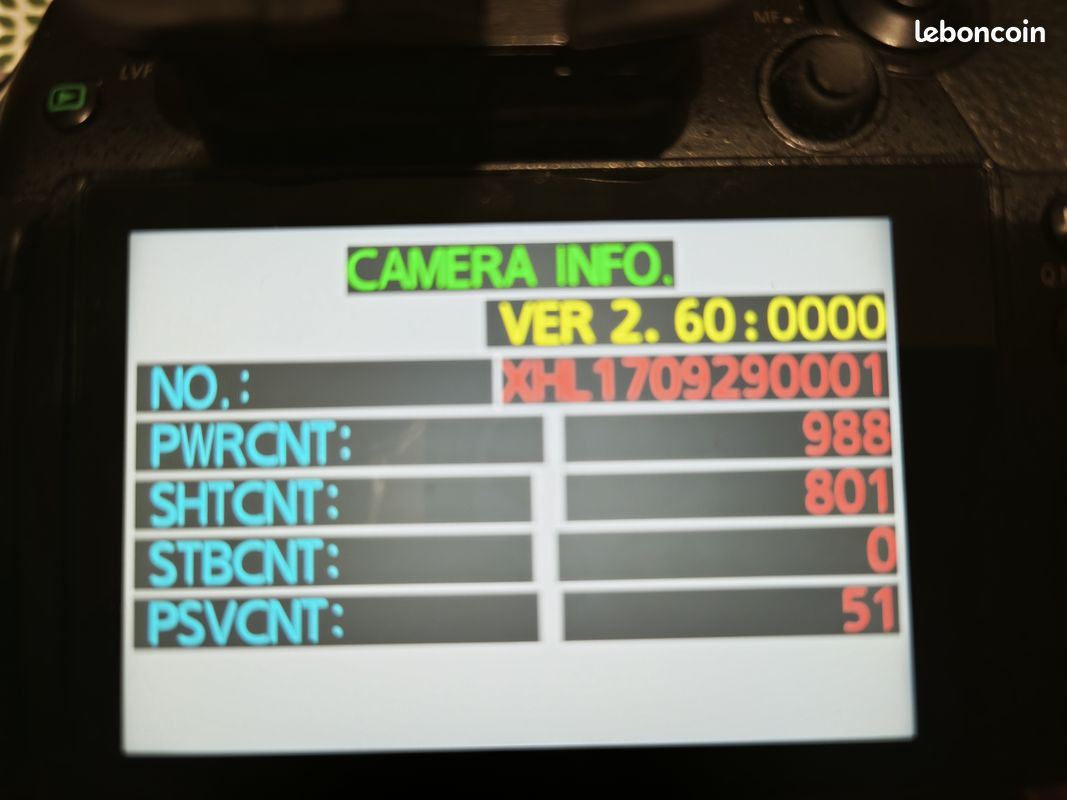 leboncoin
MF
LVF
CAMERA INFO.
VER 2. 60:0000
NO.: XHL1709290001
PWRCNT: 988
SHTCNT: 801
STBCNT: 0
PSVCNT: 51